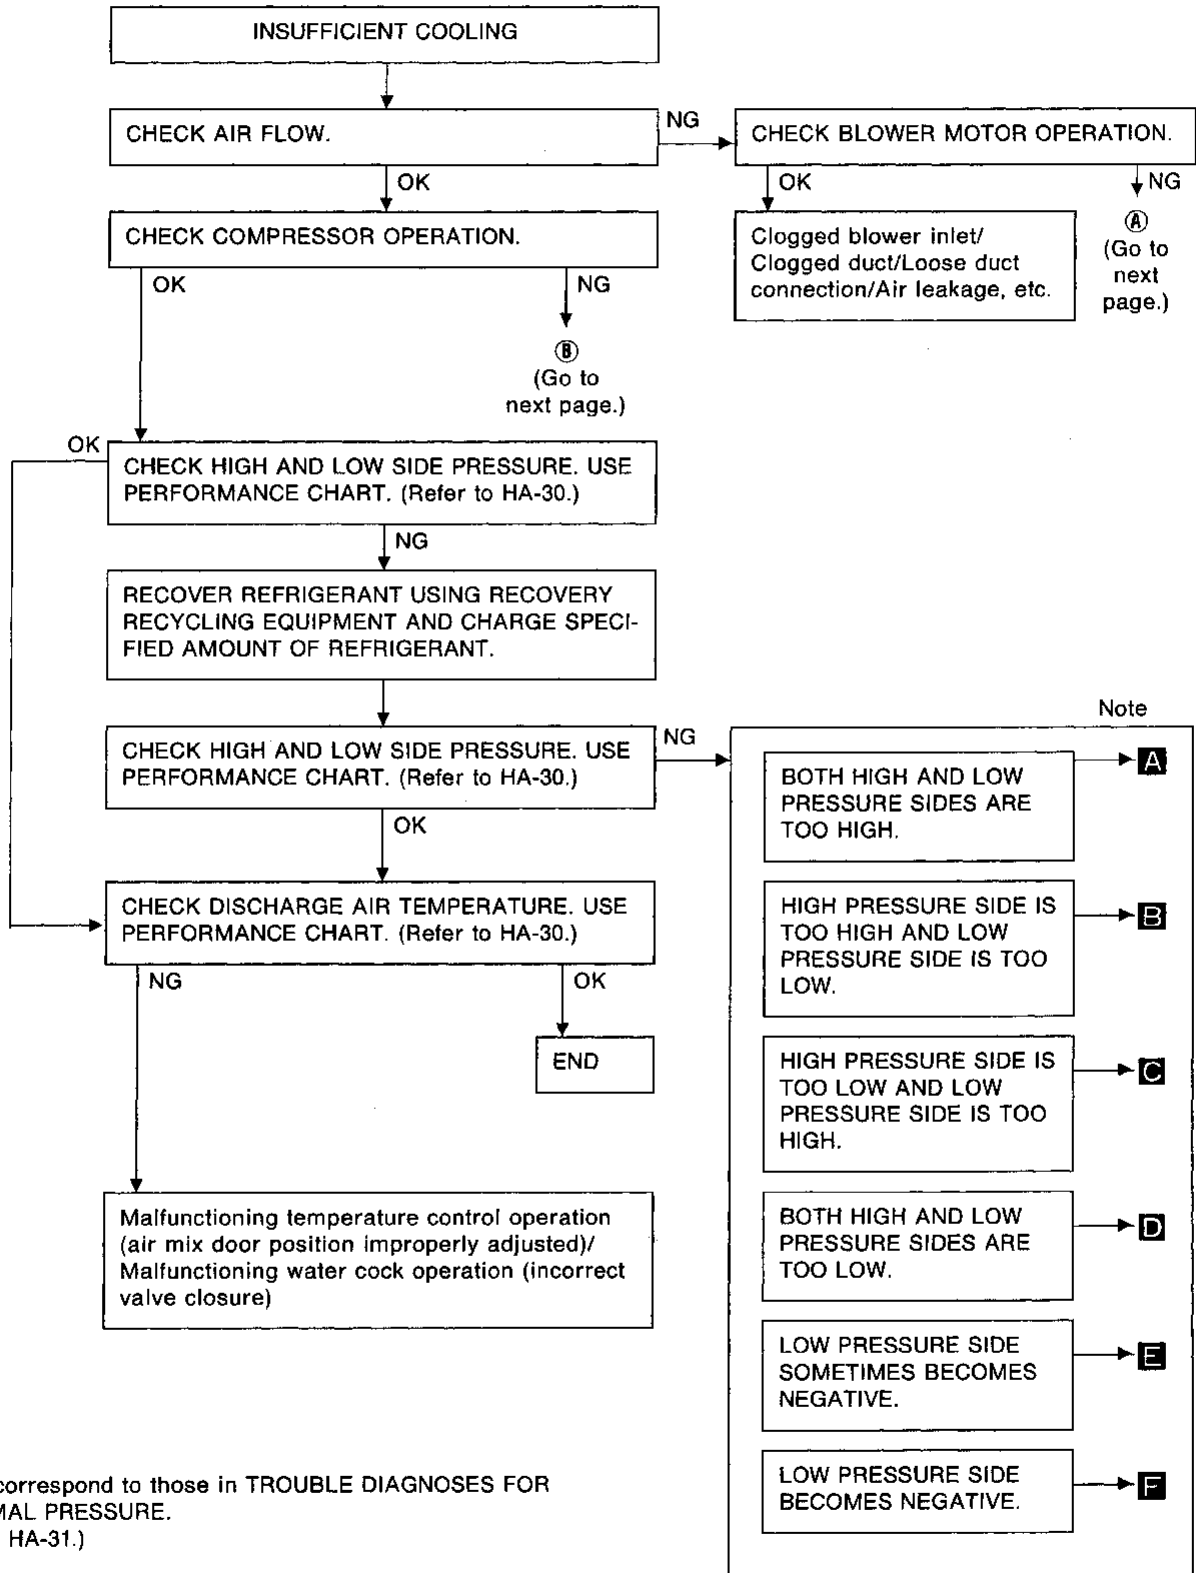 INSUFFICIENT COOLING
CHECK AIR FLOW.
NG
CHECK BLOWER MOTOR OPERATION.
OK
OK
NG
CHECK COMPRESSOR OPERATION.
Clogged blower inlet/
Clogged duct/Loose duct
connection/Air leakage, etc.
Ⓐ
(Go to
next
page.)
OK
NG
Ⓑ
(Go to
next page.)
OK
CHECK HIGH AND LOW SIDE PRESSURE. USE
PERFORMANCE CHART. (Refer to HA-30.)
NG
RECOVER REFRIGERANT USING RECOVERY
RECYCLING EQUIPMENT AND CHARGE SPECI-
FIED AMOUNT OF REFRIGERANT.
CHECK HIGH AND LOW SIDE PRESSURE. USE
PERFORMANCE CHART. (Refer to HA-30.)
NG
OK
CHECK DISCHARGE AIR TEMPERATURE. USE
PERFORMANCE CHART. (Refer to HA-30.)
NG
OK
END
Malfunctioning temperature control operation
(air mix door position improperly adjusted)/
Malfunctioning water cock operation (incorrect
valve closure)
Note
BOTH HIGH AND LOW
PRESSURE SIDES ARE
TOO HIGH.
A
HIGH PRESSURE SIDE IS
TOO HIGH AND LOW
PRESSURE SIDE IS TOO
LOW.
B
HIGH PRESSURE SIDE IS
TOO LOW AND LOW
PRESSURE SIDE IS TOO
HIGH.
C
BOTH HIGH AND LOW
PRESSURE SIDES ARE
TOO LOW.
D
LOW PRESSURE SIDE
SOMETIMES BECOMES
NEGATIVE.
E
LOW PRESSURE SIDE
BECOMES NEGATIVE.
F
correspond to those in TROUBLE DIAGNOSES FOR
MAL PRESSURE.
HA-31.)